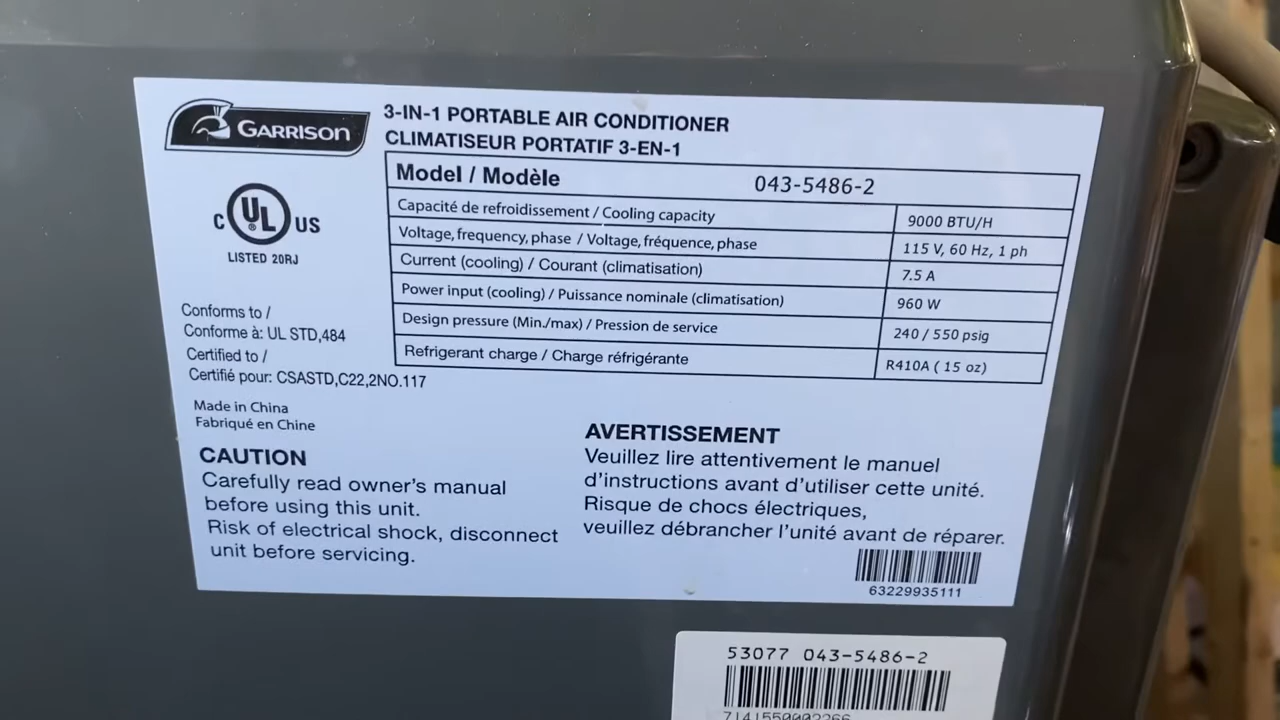 GARRISON
3-IN-1 PORTABLE AIR CONDITIONER
CLIMATISEUR PORTATIF 3-EN-1
Model / Modèle 043-5486-2
Capacité de refroidissement / Cooling capacity 9000 BTU/H
Voltage, frequency, phase / Voltage, fréquence, phase 115 V, 60 Hz, 1 ph
Current (cooling) / Courant (climatisation) 7.5 A
Power input (cooling) / Puissance nominale (climatisation) 960 W
Design pressure (Min./max) / Pression de service 240 / 550 psig
Refrigerant charge / Charge réfrigérante R410A ( 15 oz)
C UL US
®
LISTED 20RJ
Conforms to /
Conforme à: UL STD,484
Certified to /
Certifié pour: CSASTD,C22,2NO.117
Made in China
Fabriqué en Chine
CAUTION
Carefully read owner's manual
before using this unit.
Risk of electrical shock, disconnect
unit before servicing.
AVERTISSEMENT
Veuillez lire attentivement le manuel
d'instructions avant d'utiliser cette unité.
Risque de chocs électriques,
veuillez débrancher l'unité avant de réparer.
63229935111
53077 043-5486-2